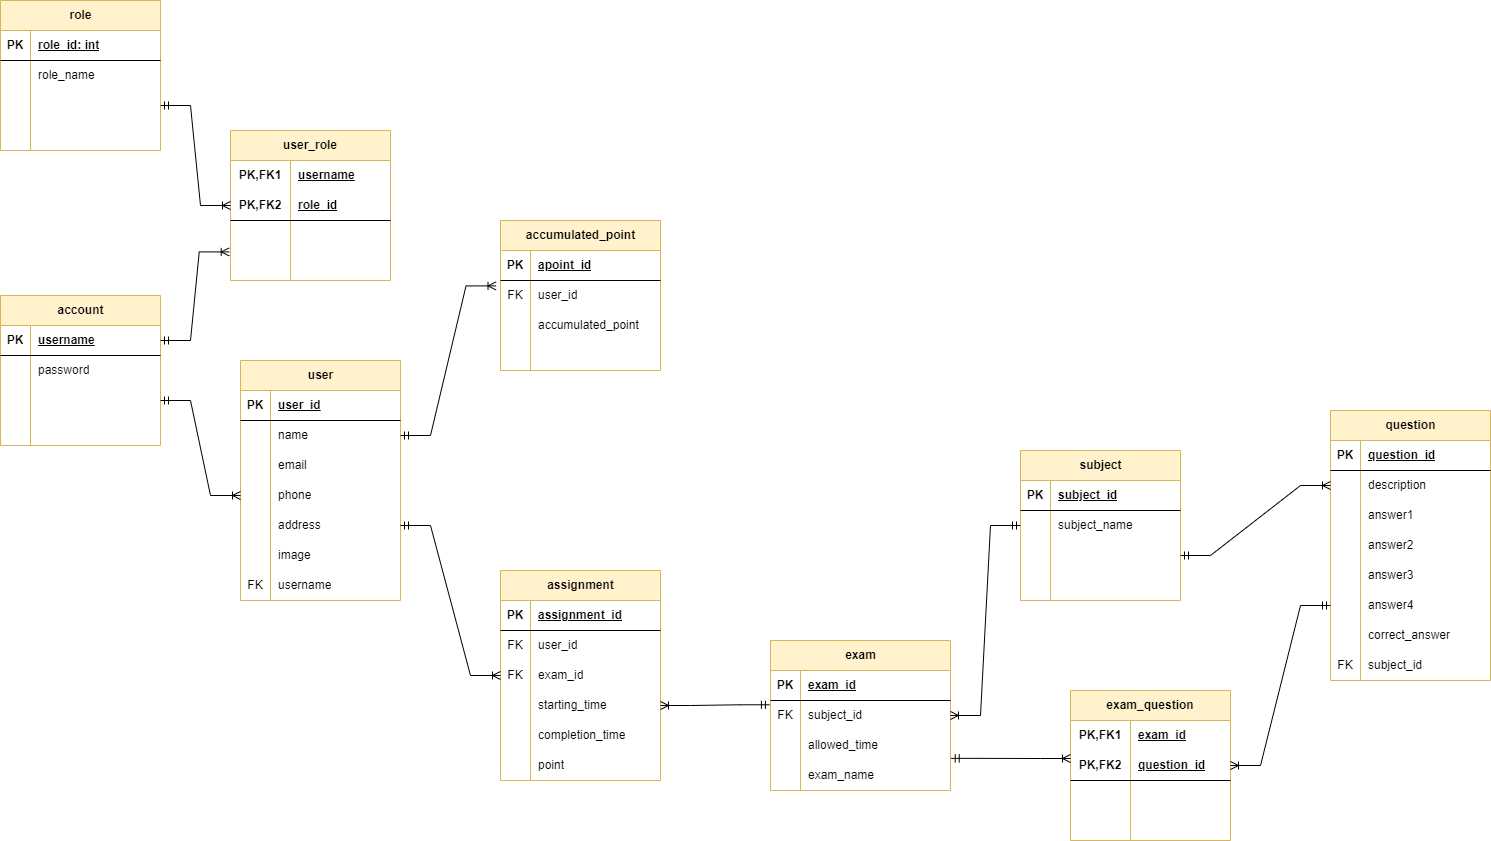 role
PK role_id: int
role_name
user_role
PK,FK1 username
PK,FK2 role_id
account
PK username
password
user
PK user_id
name
email
phone
address
image
FK username
accumulated_point
PK apoint_id
FK user_id
accumulated_point
assignment
PK assignment_id
FK user_id
FK exam_id
starting_time
completion_time
point
exam
PK exam_id
FK subject_id
allowed_time
exam_name
subject
PK subject_id
subject_name
exam_question
PK,FK1 exam_id
PK,FK2 question_id
question
PK question_id
description
answer1
answer2
answer3
answer4
correct_answer
FK subject_id